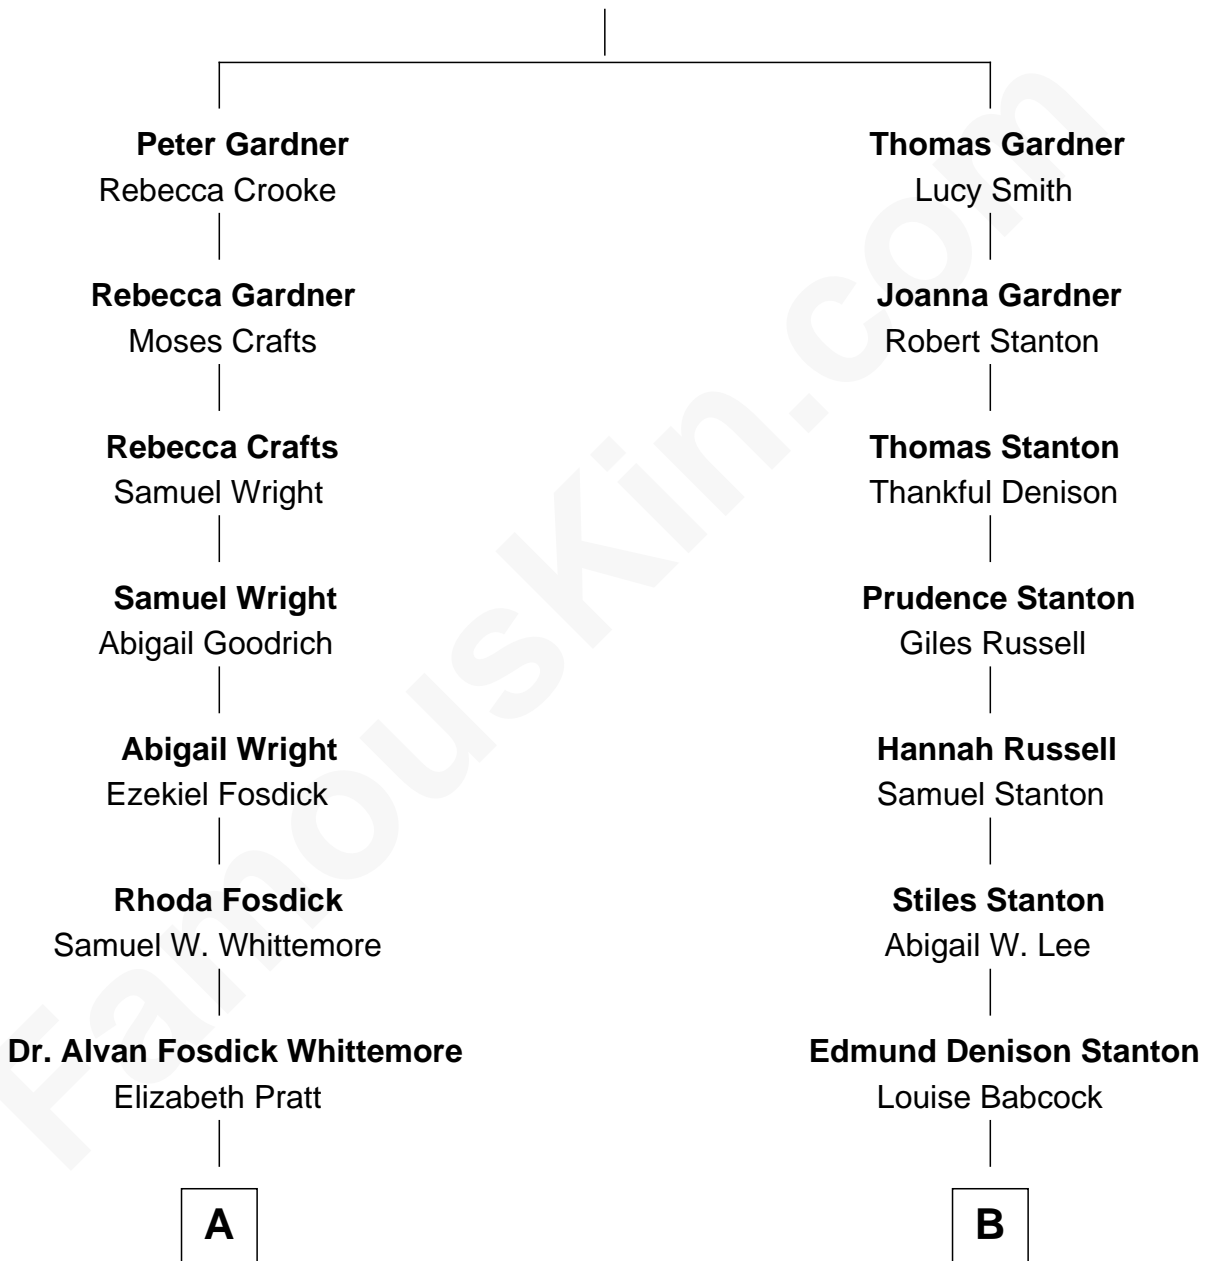 Peter Gardner
Rebecca Crooke
Thomas Gardner
Lucy Smith
Rebecca Gardner
Moses Crafts
Joanna Gardner
Robert Stanton
Rebecca Crafts
Samuel Wright
Thomas Stanton
Thankful Denison
Samuel Wright
Abigail Goodrich
Prudence Stanton
Giles Russell
Abigail Wright
Ezekiel Fosdick
Hannah Russell
Samuel Stanton
Rhoda Fosdick
Samuel W. Whittemore
Stiles Stanton
Abigail W. Lee
Dr. Alvan Fosdick Whittemore
Elizabeth Pratt
Edmund Denison Stanton
Louise Babcock
A
B
FamousKin.com